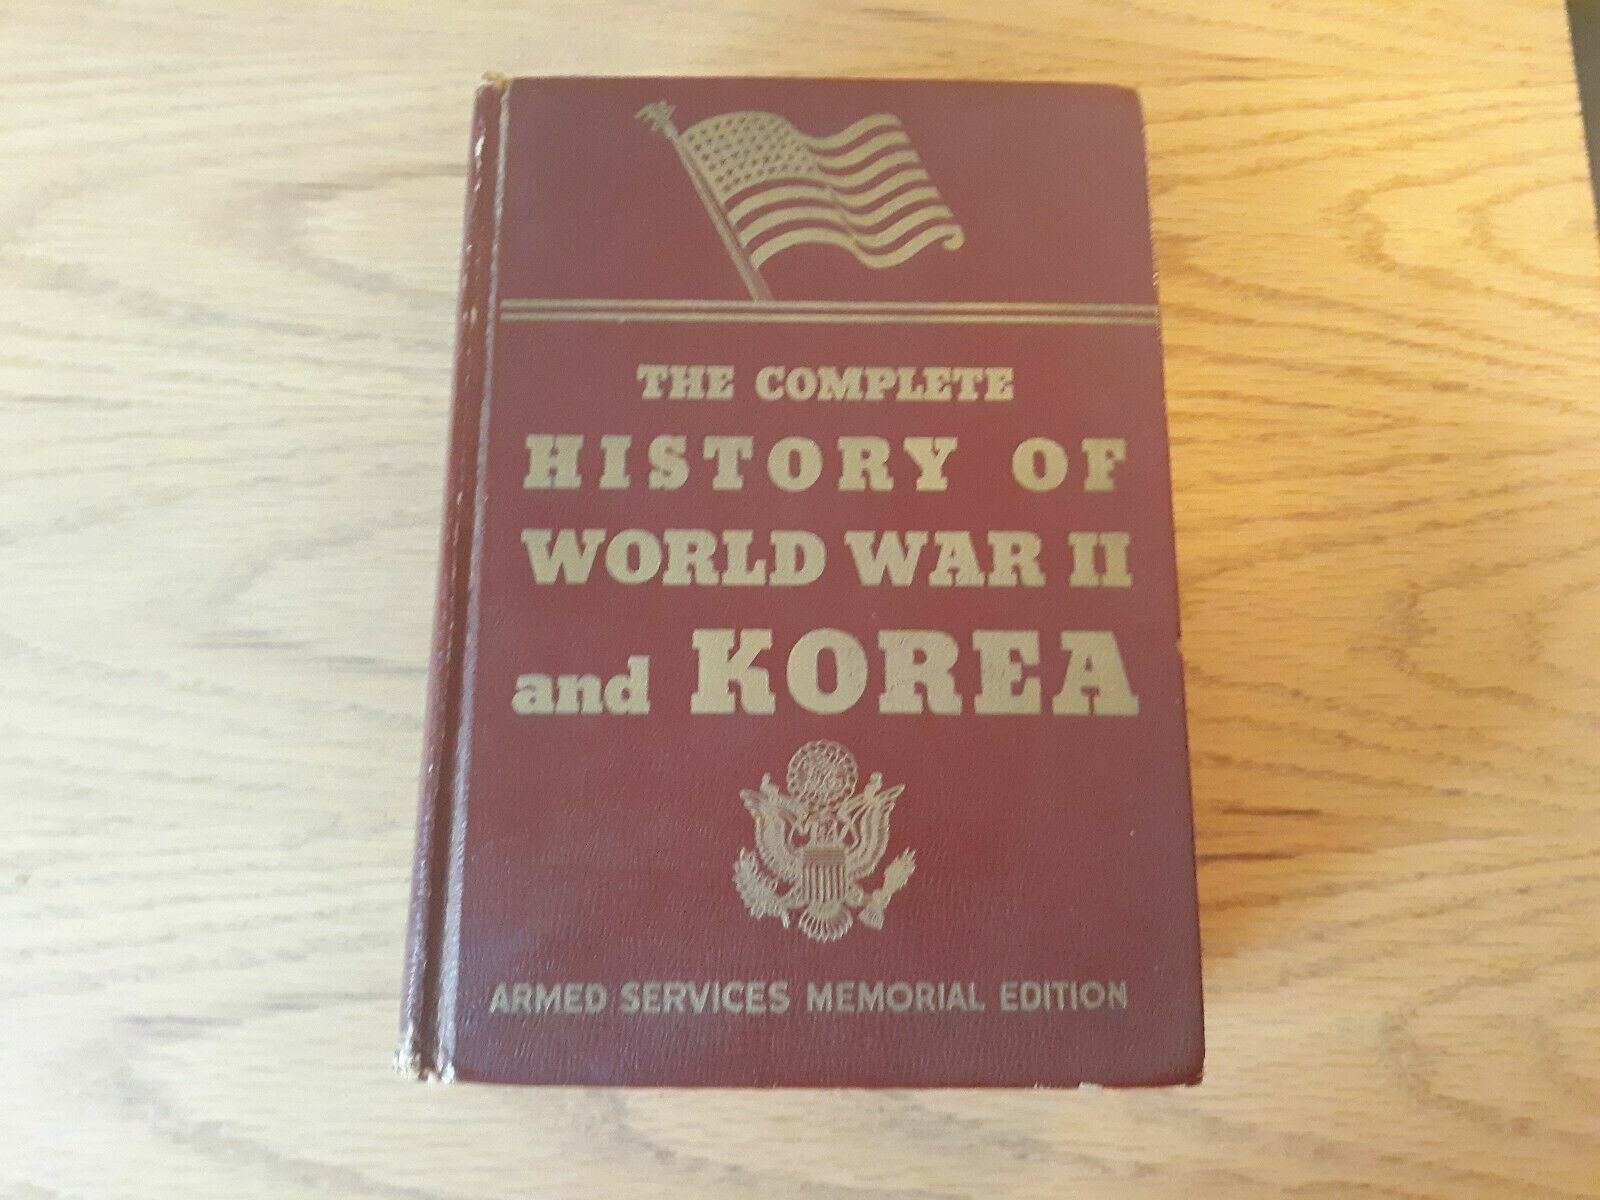 THE COMPLETE
HISTORY OF
WORLD WAR II
and KOREA
ARMED SERVICES MEMORIAL EDITION